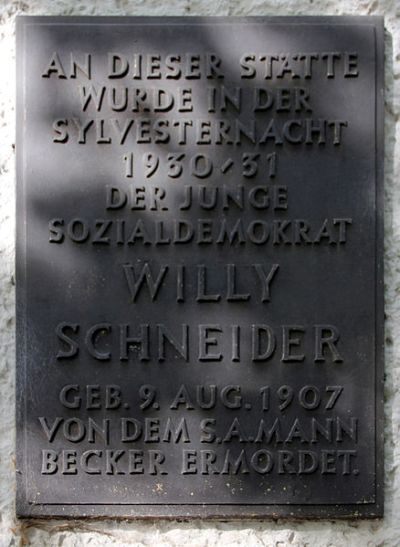 AN DIESER STÄTTE
WURDE IN DER
SYLVESTERNACHT
1930/31
DER JUNGE
SOZIALDEMOKRAT
WILLY
SCHNEIDER
GEB. 9. AUG. 1907
VON DEM S.A.MANN
BECKER ERMORDET.